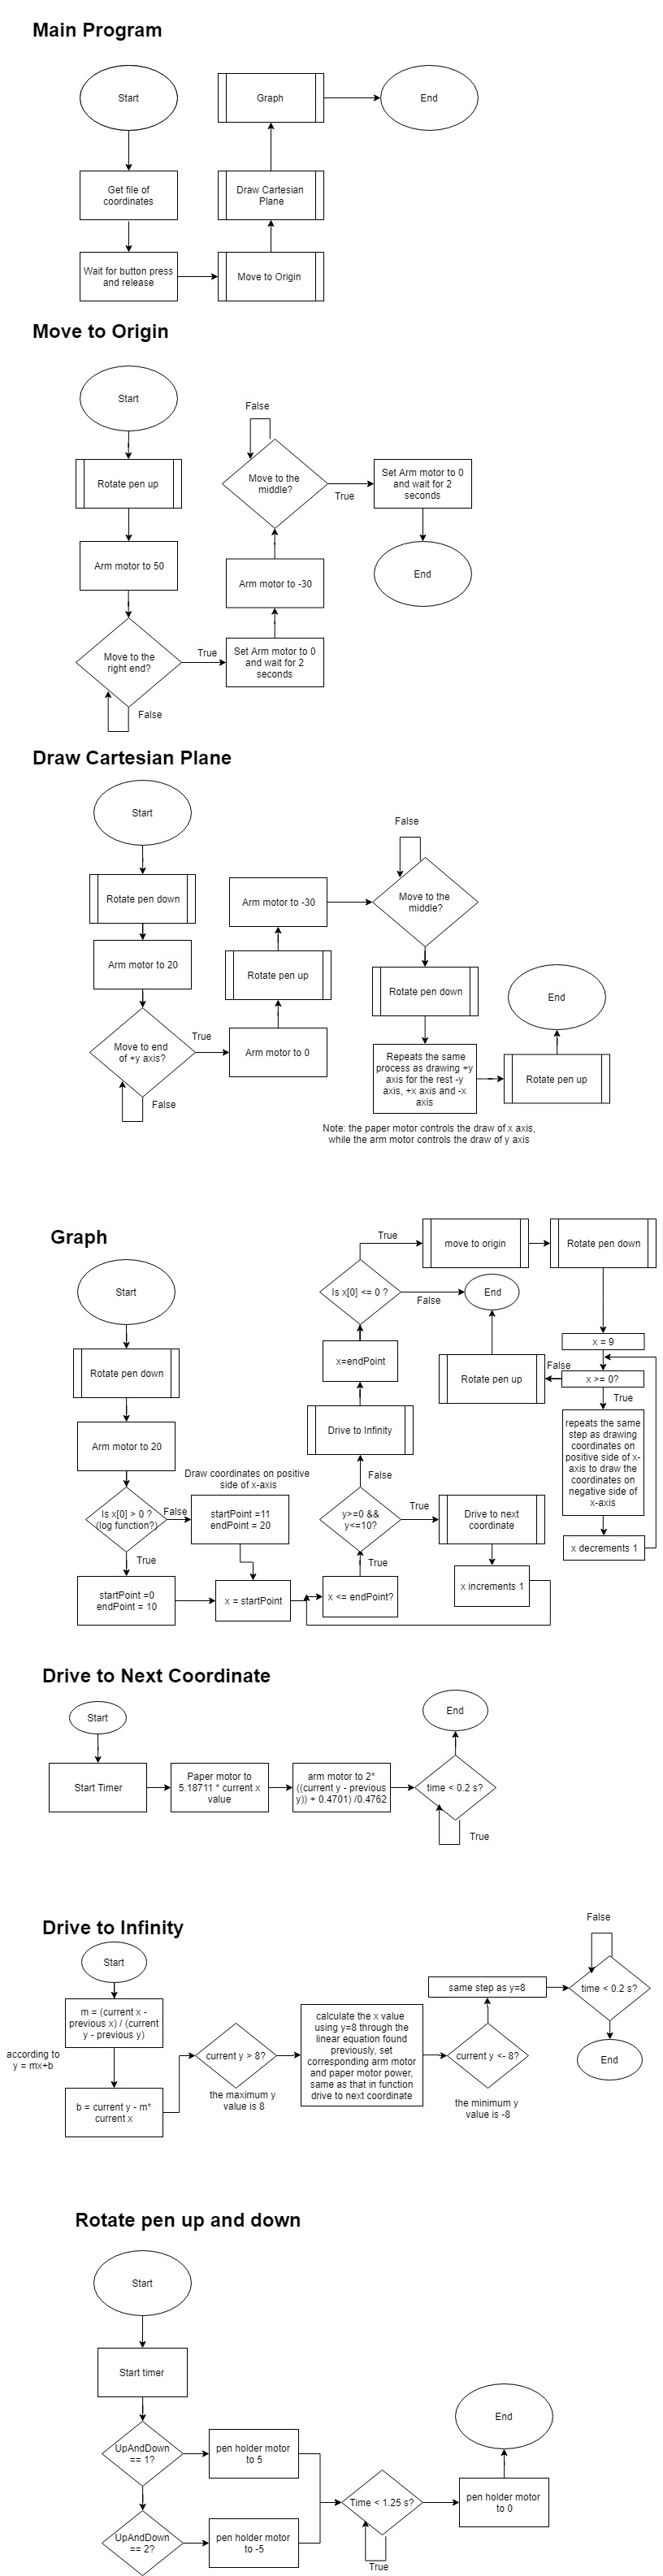 Main Program
Start
Get file of
coordinates
Wait for button press
and release
Move to Origin
Draw Cartesian
Plane
Graph
End
Move to Origin
Start
Rotate pen up
Arm motor to 50
Move to the
right end?
False
True
Set Arm motor to 0
and wait for 2
seconds
Arm motor to -30
Move to the
middle?
False
True
Set Arm motor to 0
and wait for 2
seconds
End
Draw Cartesian Plane
Start
Rotate pen down
Arm motor to 20
Move to end
of +y axis?
False
True
Arm motor to 0
Rotate pen up
Arm motor to -30
Move to the
middle?
False
Rotate pen down
Repeats the same
process as drawing +y
axis for the rest -y
axis, +x axis and -x
axis
Rotate pen up
End
Note: the paper motor controls the draw of x axis,
while the arm motor controls the draw of y axis
Graph
Start
Rotate pen down
Arm motor to 20
Is x[0] > 0 ?
(log function?)
False
True
Draw coordinates on positive
side of x-axis
startPoint =11
endPoint = 20
startPoint =0
endPoint = 10
x = startPoint
x <= endPoint?
True
y>=0 &&
y<=10?
True
False
Drive to next
coordinate
x increments 1
Drive to Infinity
x=endPoint
Is x[0] <= 0 ?
True
False
End
move to origin
Rotate pen down
x = 9
x >= 0?
False
True
Rotate pen up
repeats the same
step as drawing
coordinates on
positive side of x-
axis to draw the
coordinates on
negative side of
x-axis
x decrements 1
Drive to Next Coordinate
Start
Start Timer
Paper motor to
5.18711 * current x
value
arm motor to 2*
((current y - previous
y)) + 0.4701) /0.4762
time < 0.2 s?
True
End
Drive to Infinity
Start
m = (current x -
previous x) / (current
y - previous y)
according to
y = mx+b
b = current y - m*
current x
current y > 8?
the maximum y
value is 8
calculate the x value
using y=8 through the
linear equation found
previously, set
corresponding arm motor
and paper motor power,
same as that in function
drive to next coordinate
current y <- 8?
the minimum y
value is -8
same step as y=8
time < 0.2 s?
False
End
Rotate pen up and down
Start
Start timer
UpAndDown
== 1?
pen holder motor
to 5
UpAndDown
== 2?
pen holder motor
to -5
Time < 1.25 s?
True
pen holder motor
to 0
End